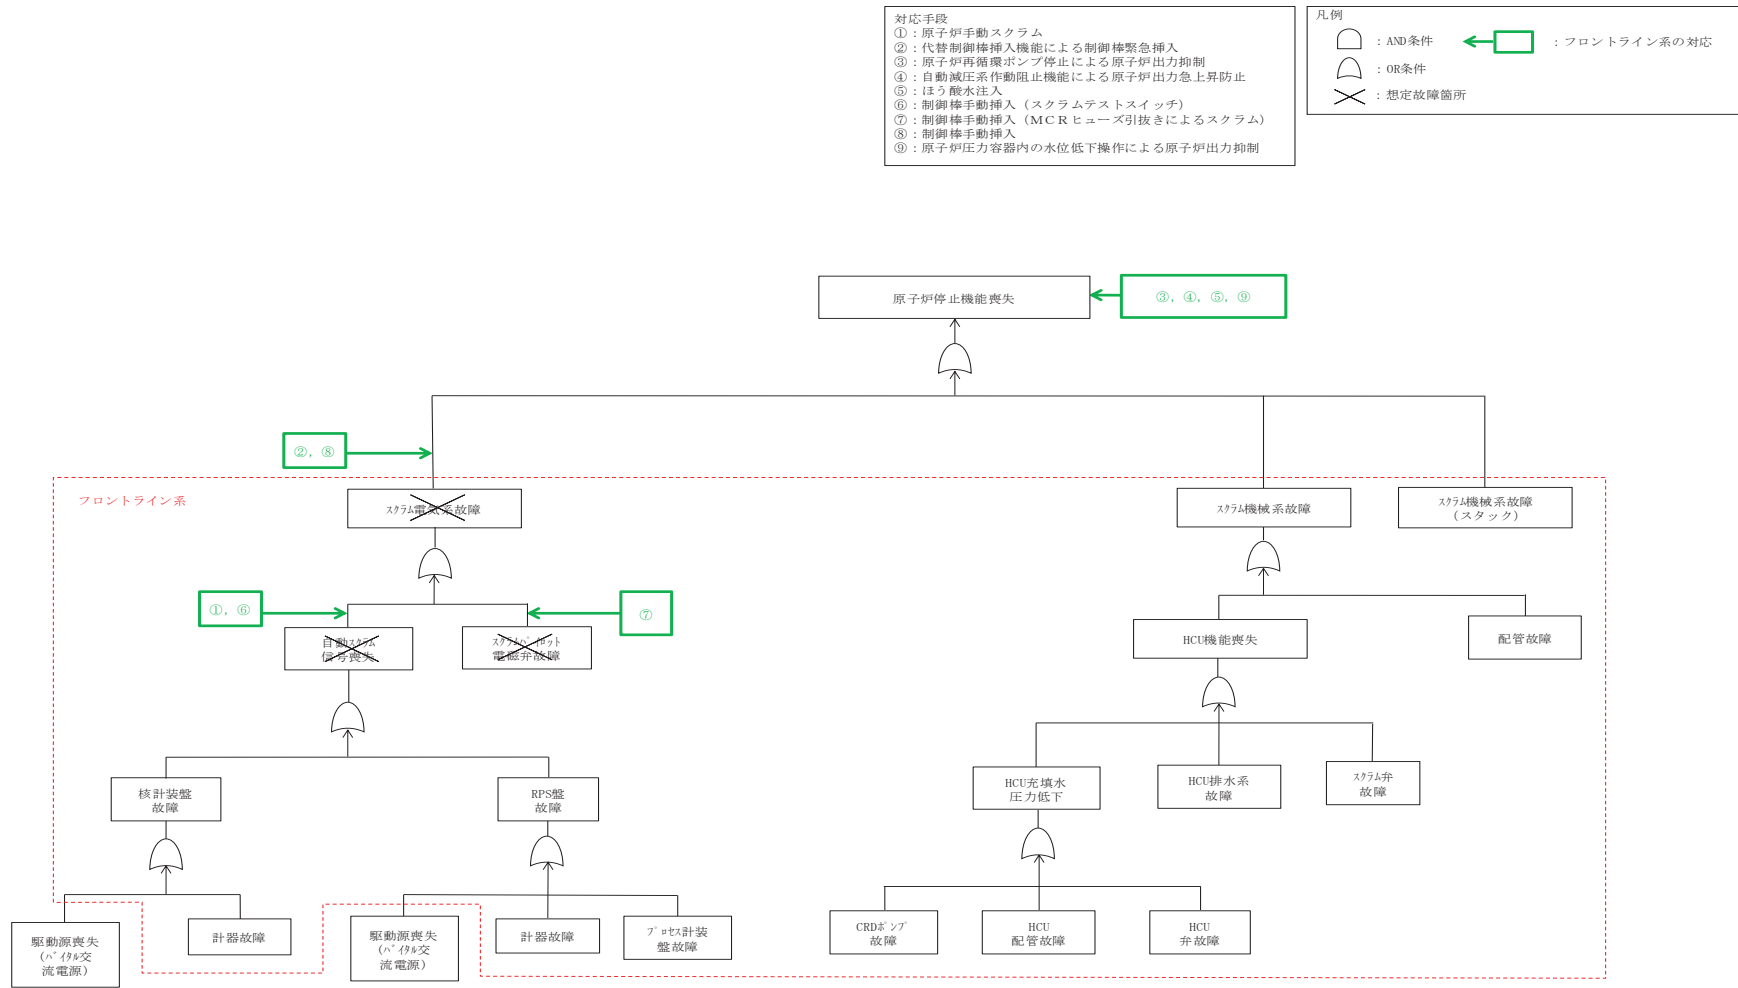 対応手段
①：原子炉手動スクラム
②：代替制御棒挿入機能による制御棒緊急挿入
③：原子炉再循環ポンプ停止による原子炉出力抑制
④：自動減圧系作動阻止機能による原子炉出力急上昇防止
⑤：ほう酸水注入
⑥：制御棒手動挿入（スクラムテストスイッチ）
⑦：制御棒手動挿入（ＭＣＲヒューズ引抜きによるスクラム）
⑧：制御棒手動挿入
⑨：原子炉圧力容器内の水位低下操作による原子炉出力抑制
凡例
：AND条件
：フロントライン系の対応
：OR条件
：想定故障箇所
原子炉停止機能喪失
③，④，⑤，⑨
②，⑧
フロントライン系
ｽｸﾗﾑ電気系故障
ｽｸﾗﾑ機械系故障
ｽｸﾗﾑ機械系故障
（スタック）
①，⑥
⑦
自動ｽｸﾗﾑ
信号喪失
ｽｸﾗﾑﾊﾟｲﾛｯﾄ
電磁弁故障
HCU機能喪失
配管故障
核計装盤
故障
RPS盤
故障
HCU充填水
圧力低下
HCU排水系
故障
ｽｸﾗﾑ弁
故障
駆動源喪失
（ﾊﾞｲﾀﾙ交
流電源）
計器故障
駆動源喪失
（ﾊﾞｲﾀﾙ交
流電源）
計器故障
ﾌﾟﾛｾｽ計装
盤故障
CRDﾎﾟﾝﾌﾟ
故障
HCU
配管故障
HCU
弁故障